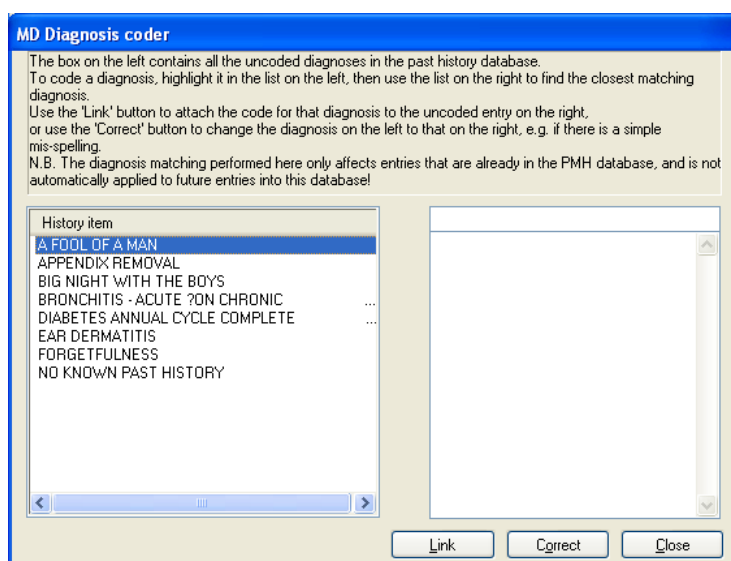 MD Diagnosis coder
The box on the left contains all the uncoded diagnoses in the past history database.
To code a diagnosis, highlight it in the list on the left, then use the list on the right to find the closest matching
diagnosis.
Use the 'Link' button to attach the code for that diagnosis to the uncoded entry on the right,
or use the 'Correct' button to change the diagnosis on the left to that on the right, e.g. if there is a simple
mis-spelling.
N.B. The diagnosis matching performed here only affects entries that are already in the PMH database, and is not
automatically applied to future entries into this database!
History item
A FOOL OF A MAN
APPENDIX REMOVAL
BIG NIGHT WITH THE BOYS
BRONCHITIS - ACUTE ?ON CHRONIC ...
DIABETES ANNUAL CYCLE COMPLETE ...
EAR DERMATITIS
FORGETFULNESS
NO KNOWN PAST HISTORY
Link Correct Close